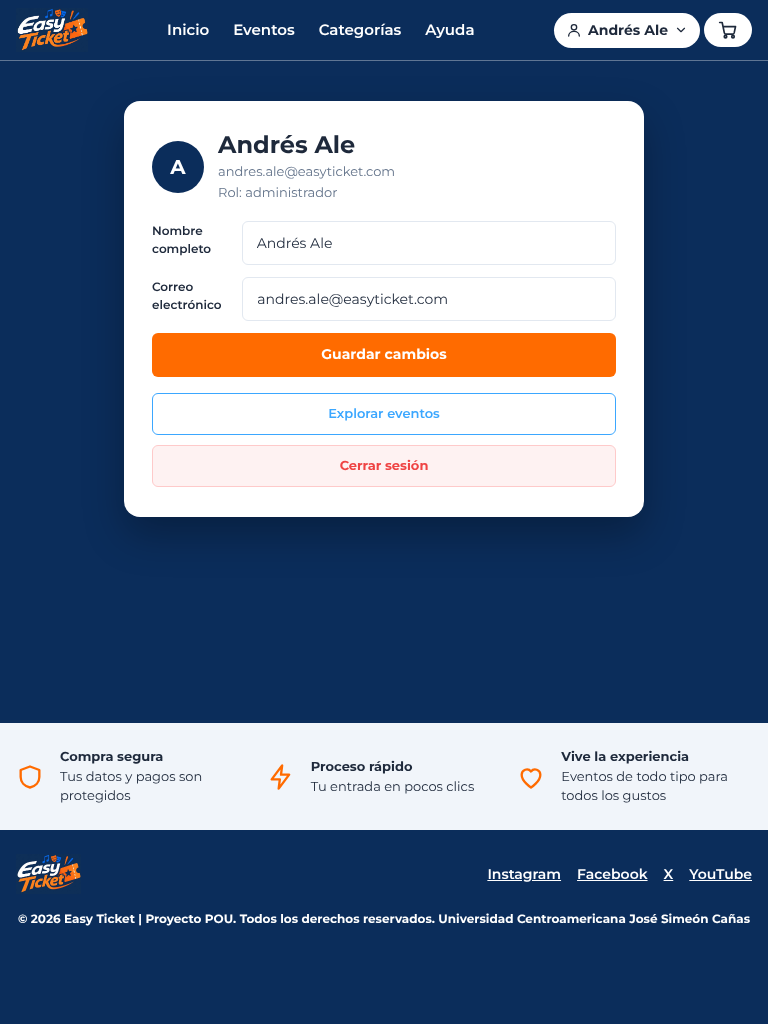 Easy
Ticket
Inicio
Eventos
Categorías
Ayuda
Andrés Ale
A
Andrés Ale
andres.ale@easyticket.com
Rol: administrador
Nombre
completo
Andrés Ale
Correo
electrónico
andres.ale@easyticket.com
Guardar cambios
Explorar eventos
Cerrar sesión
Compra segura
Tus datos y pagos son
protegidos
Proceso rápido
Tu entrada en pocos clics
Vive la experiencia
Eventos de todo tipo para
todos los gustos
Easy
Ticket
Instagram
Facebook
X
YouTube
© 2026 Easy Ticket | Proyecto POU. Todos los derechos reservados. Universidad Centroamericana José Simeón Cañas